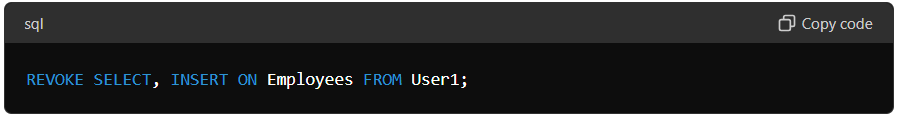 sql
Copy code
REVOKE SELECT, INSERT ON Employees FROM User1;